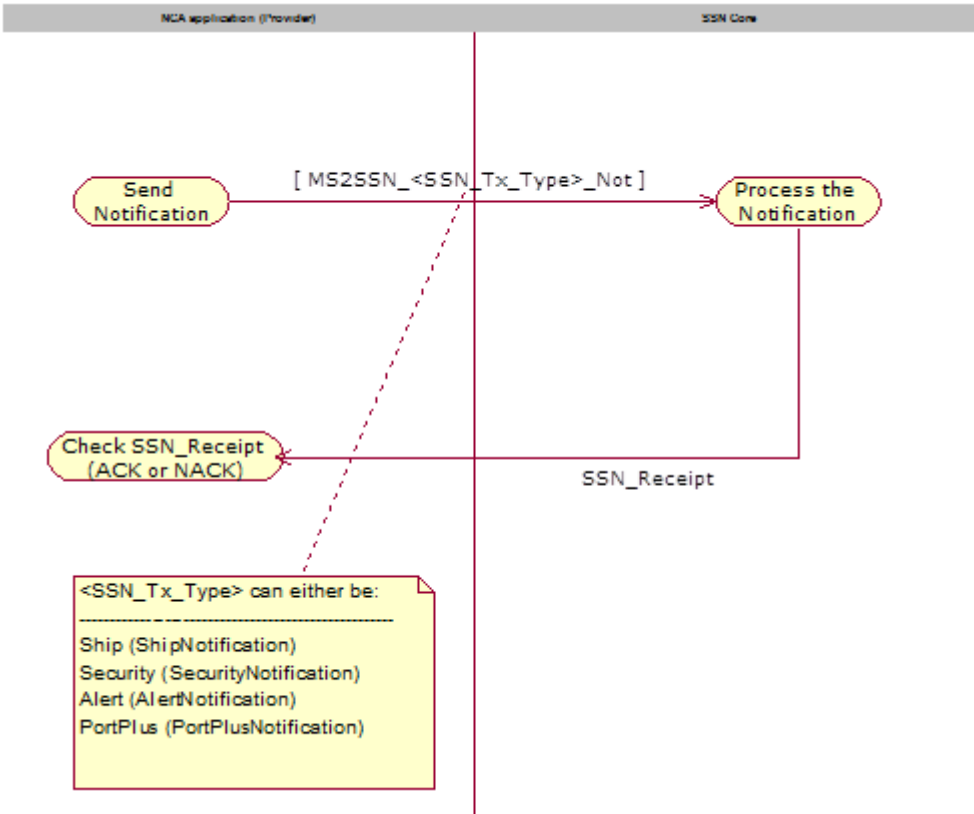 NCA application (Provider)
SSN Core
[ MS2SSN_<SSN_Tx_Type>_Not ]
Send
Notification
Process the
Notification
Check SSN_Receipt
(ACK or NACK)
SSN_Receipt
<SSN_Tx_Type> can either be:
----------------------------------------------------
Ship (ShipNotification)
Security (SecurityNotification)
Alert (AlertNotification)
PortPlus (PortPlusNotification)